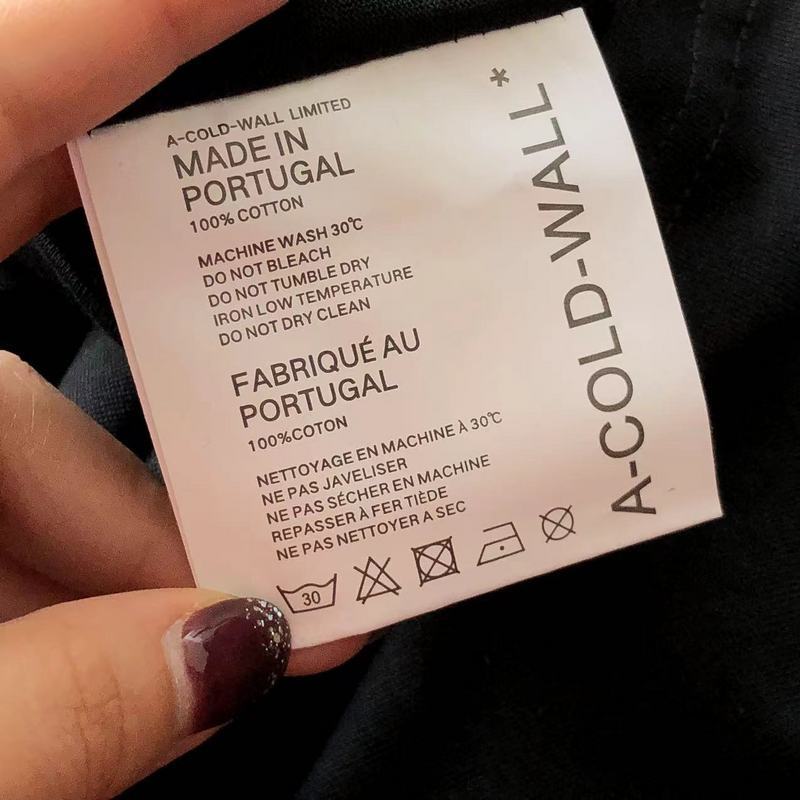 A-COLD-WALL LIMITED
MADE IN
PORTUGAL
100% COTTON
MACHINE WASH 30℃
DO NOT BLEACH
DO NOT TUMBLE DRY
IRON LOW TEMPERATURE
DO NOT DRY CLEAN
FABRIQUÉ AU
PORTUGAL
100%COTON
NETTOYAGE EN MACHINE À 30℃
NE PAS JAVELISER
NE PAS SÉCHER EN MACHINE
REPASSER À FER TIÈDE
NE PAS NETTOYER A SEC
30
A-COLD-WALL*